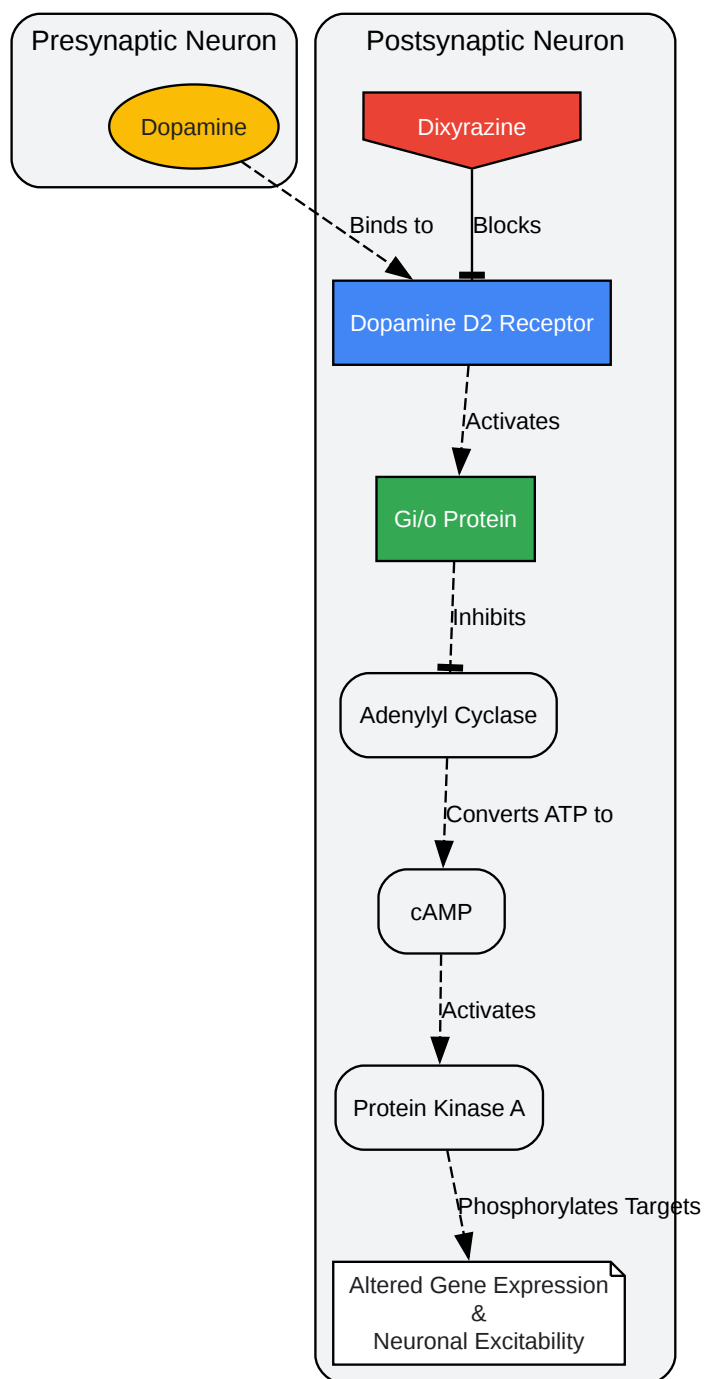 Presynaptic Neuron
Postsynaptic Neuron
Dopamine
Dixyrazine
Binds to
Blocks
Dopamine D2 Receptor
Activates
Gi/o Protein
Inhibits
Adenylyl Cyclase
Converts ATP to
cAMP
Activates
Protein Kinase A
Phosphorylates Targets
Altered Gene Expression
&
Neuronal Excitability